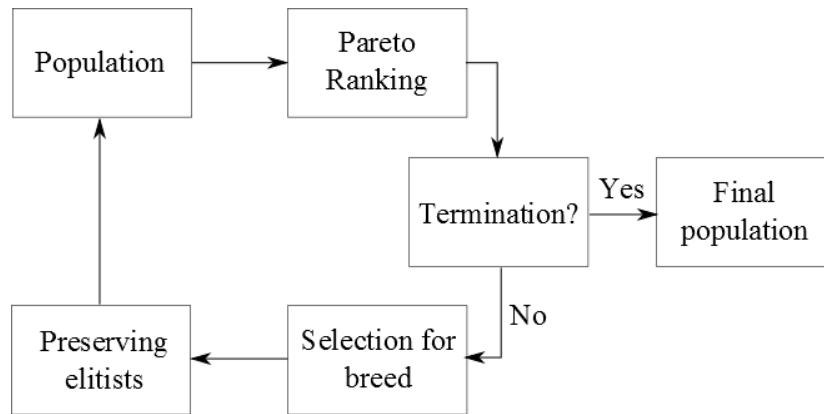 Population
Pareto
Ranking
Termination?
Yes
Final
population
No
Selection for
breed
Preserving
elitists